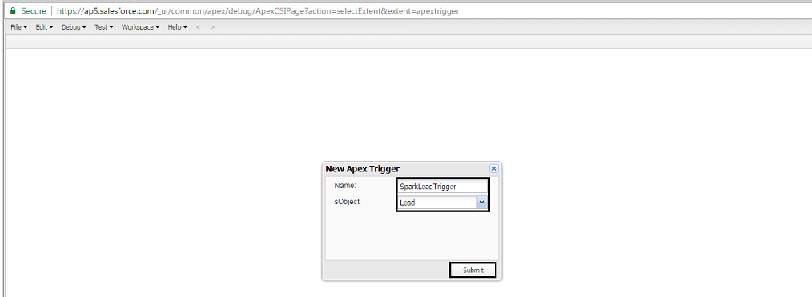 Secure | https://ap5.salesforce.com/_ui/common/apex/debug/ApexCSIPage?action=selectExtent&extent=apextrigger
File Edit Debug Test Workspace Help < >
New Apex Trigger
Name: SparkLeadTrigger
sObject Lead
Submit